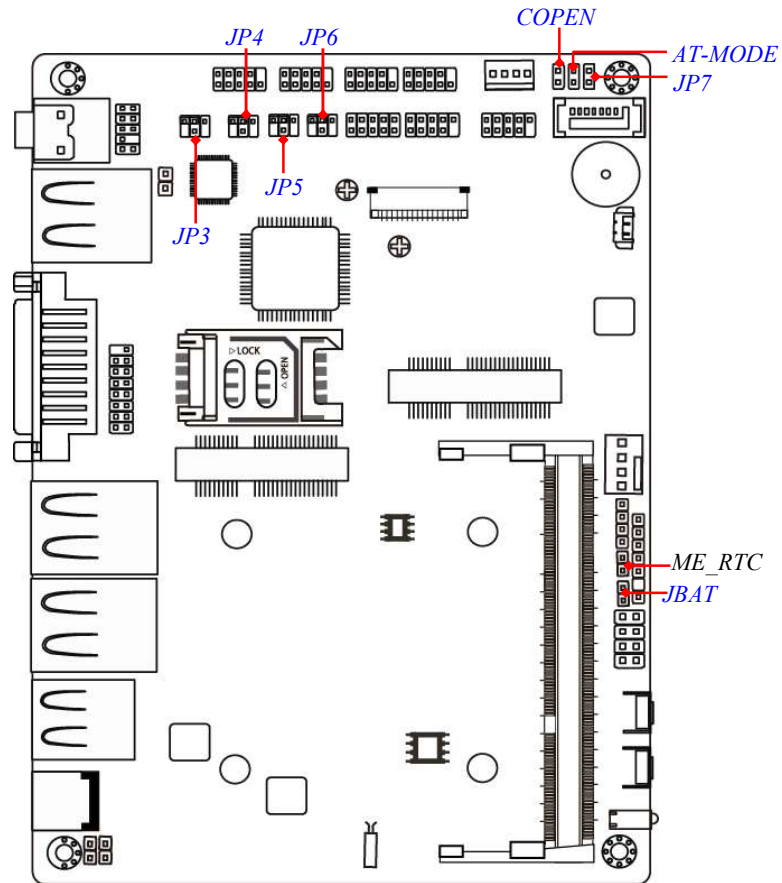 COPEN
JP4
JP6
AT-MODE
JP7
JP5
JP3
▷LOCK
△OPEN
ME_RTC
JBAT